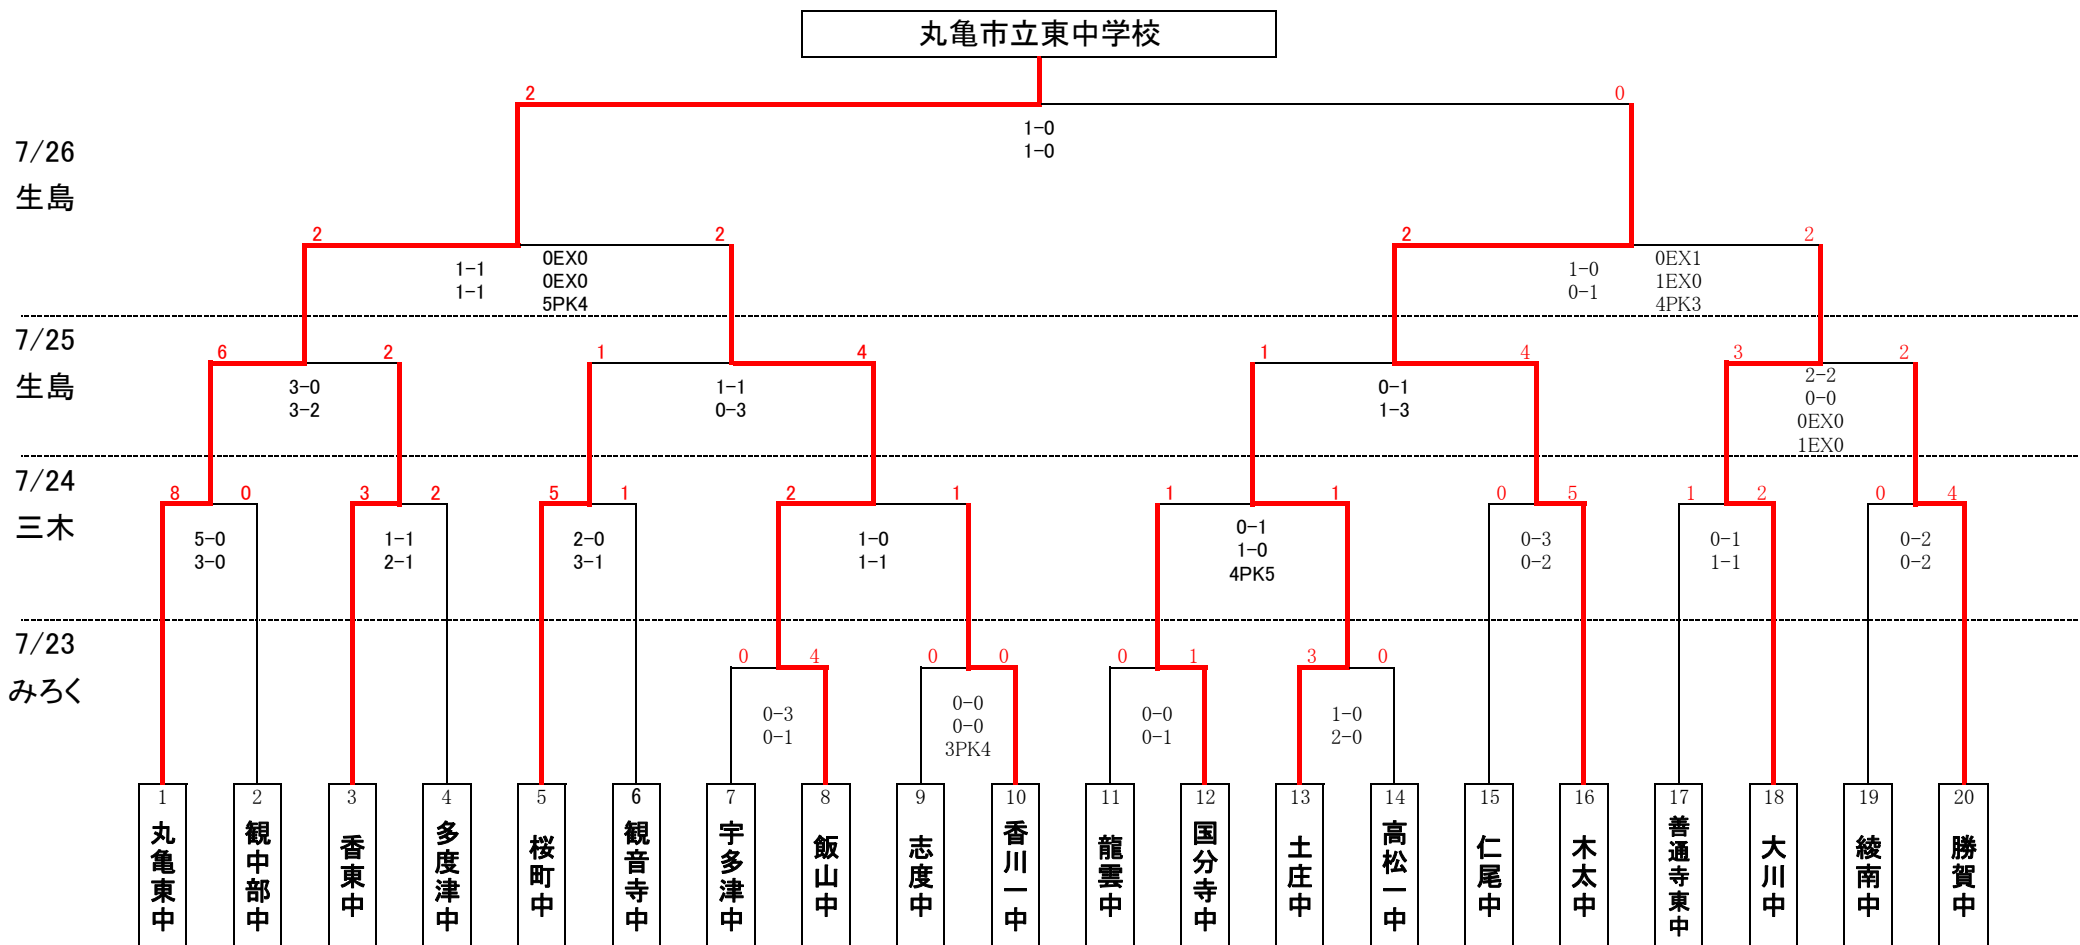 丸亀市立東中学校
2
0
1-0
1-0
7/26
生島
2
2
2
2
1-1
1-1
0EX0
0EX0
5PK4
1-0
0-1
0EX1
1EX0
4PK3
7/25
生島
6
2
1
4
1
4
3
2
3-0
3-2
1-1
0-3
0-1
1-3
2-2
0-0
0EX0
1EX0
7/24
三木
8
0
3
2
5
1
2
1
1
1
0
5
1
2
0
4
5-0
3-0
1-1
2-1
2-0
3-1
1-0
1-1
0-1
1-0
4PK5
0-3
0-2
0-1
1-1
0-2
0-2
7/23
みろく
0
4
0
0
0
1
3
0
0-3
0-1
0-0
0-0
3PK4
0-0
0-1
1-0
2-0
1
丸亀東中
2
観中部中
3
香東中
4
多度津中
5
桜町中
6
観音寺中
7
宇多津中
8
飯山中
9
志度中
10
香川一中
11
龍雲中
12
国分寺中
13
土庄中
14
高松一中
15
仁尾中
16
木太中
17
善通寺東中
18
大川中
19
綾南中
20
勝賀中